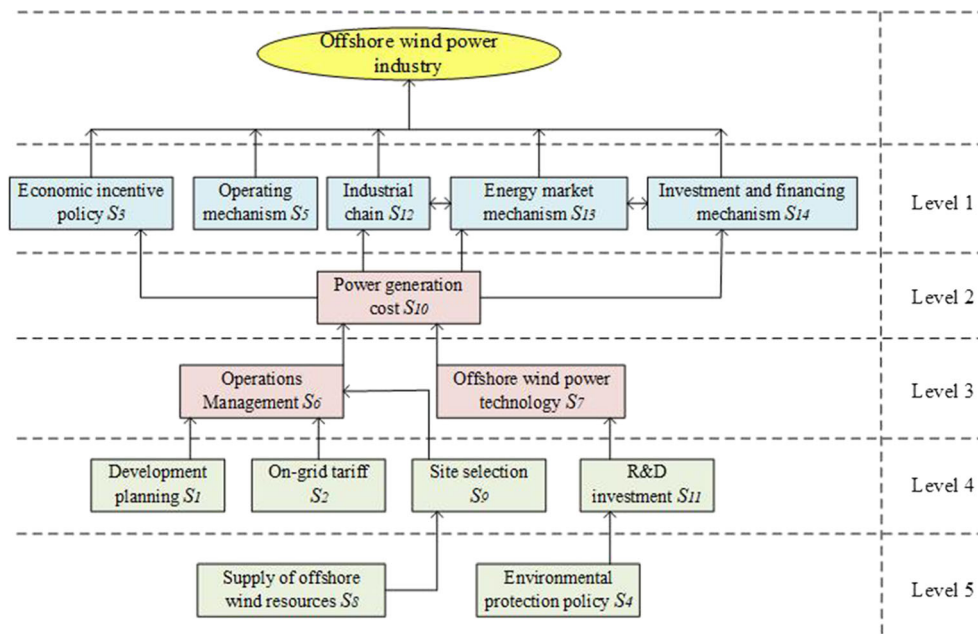 Offshore wind power
industry
Economic incentive
policy S3
Operating
mechanism S5
Industrial
chain S12
Energy market
mechanism S13
Investment and financing
mechanism S14
Level 1
Power generation
cost S10
Level 2
Operations
Management S6
Offshore wind power
technology S7
Level 3
Development
planning S1
On-grid tariff
S2
Site selection
S9
R&D
investment S11
Level 4
Supply of offshore
wind resources S8
Environmental
protection policy S4
Level 5